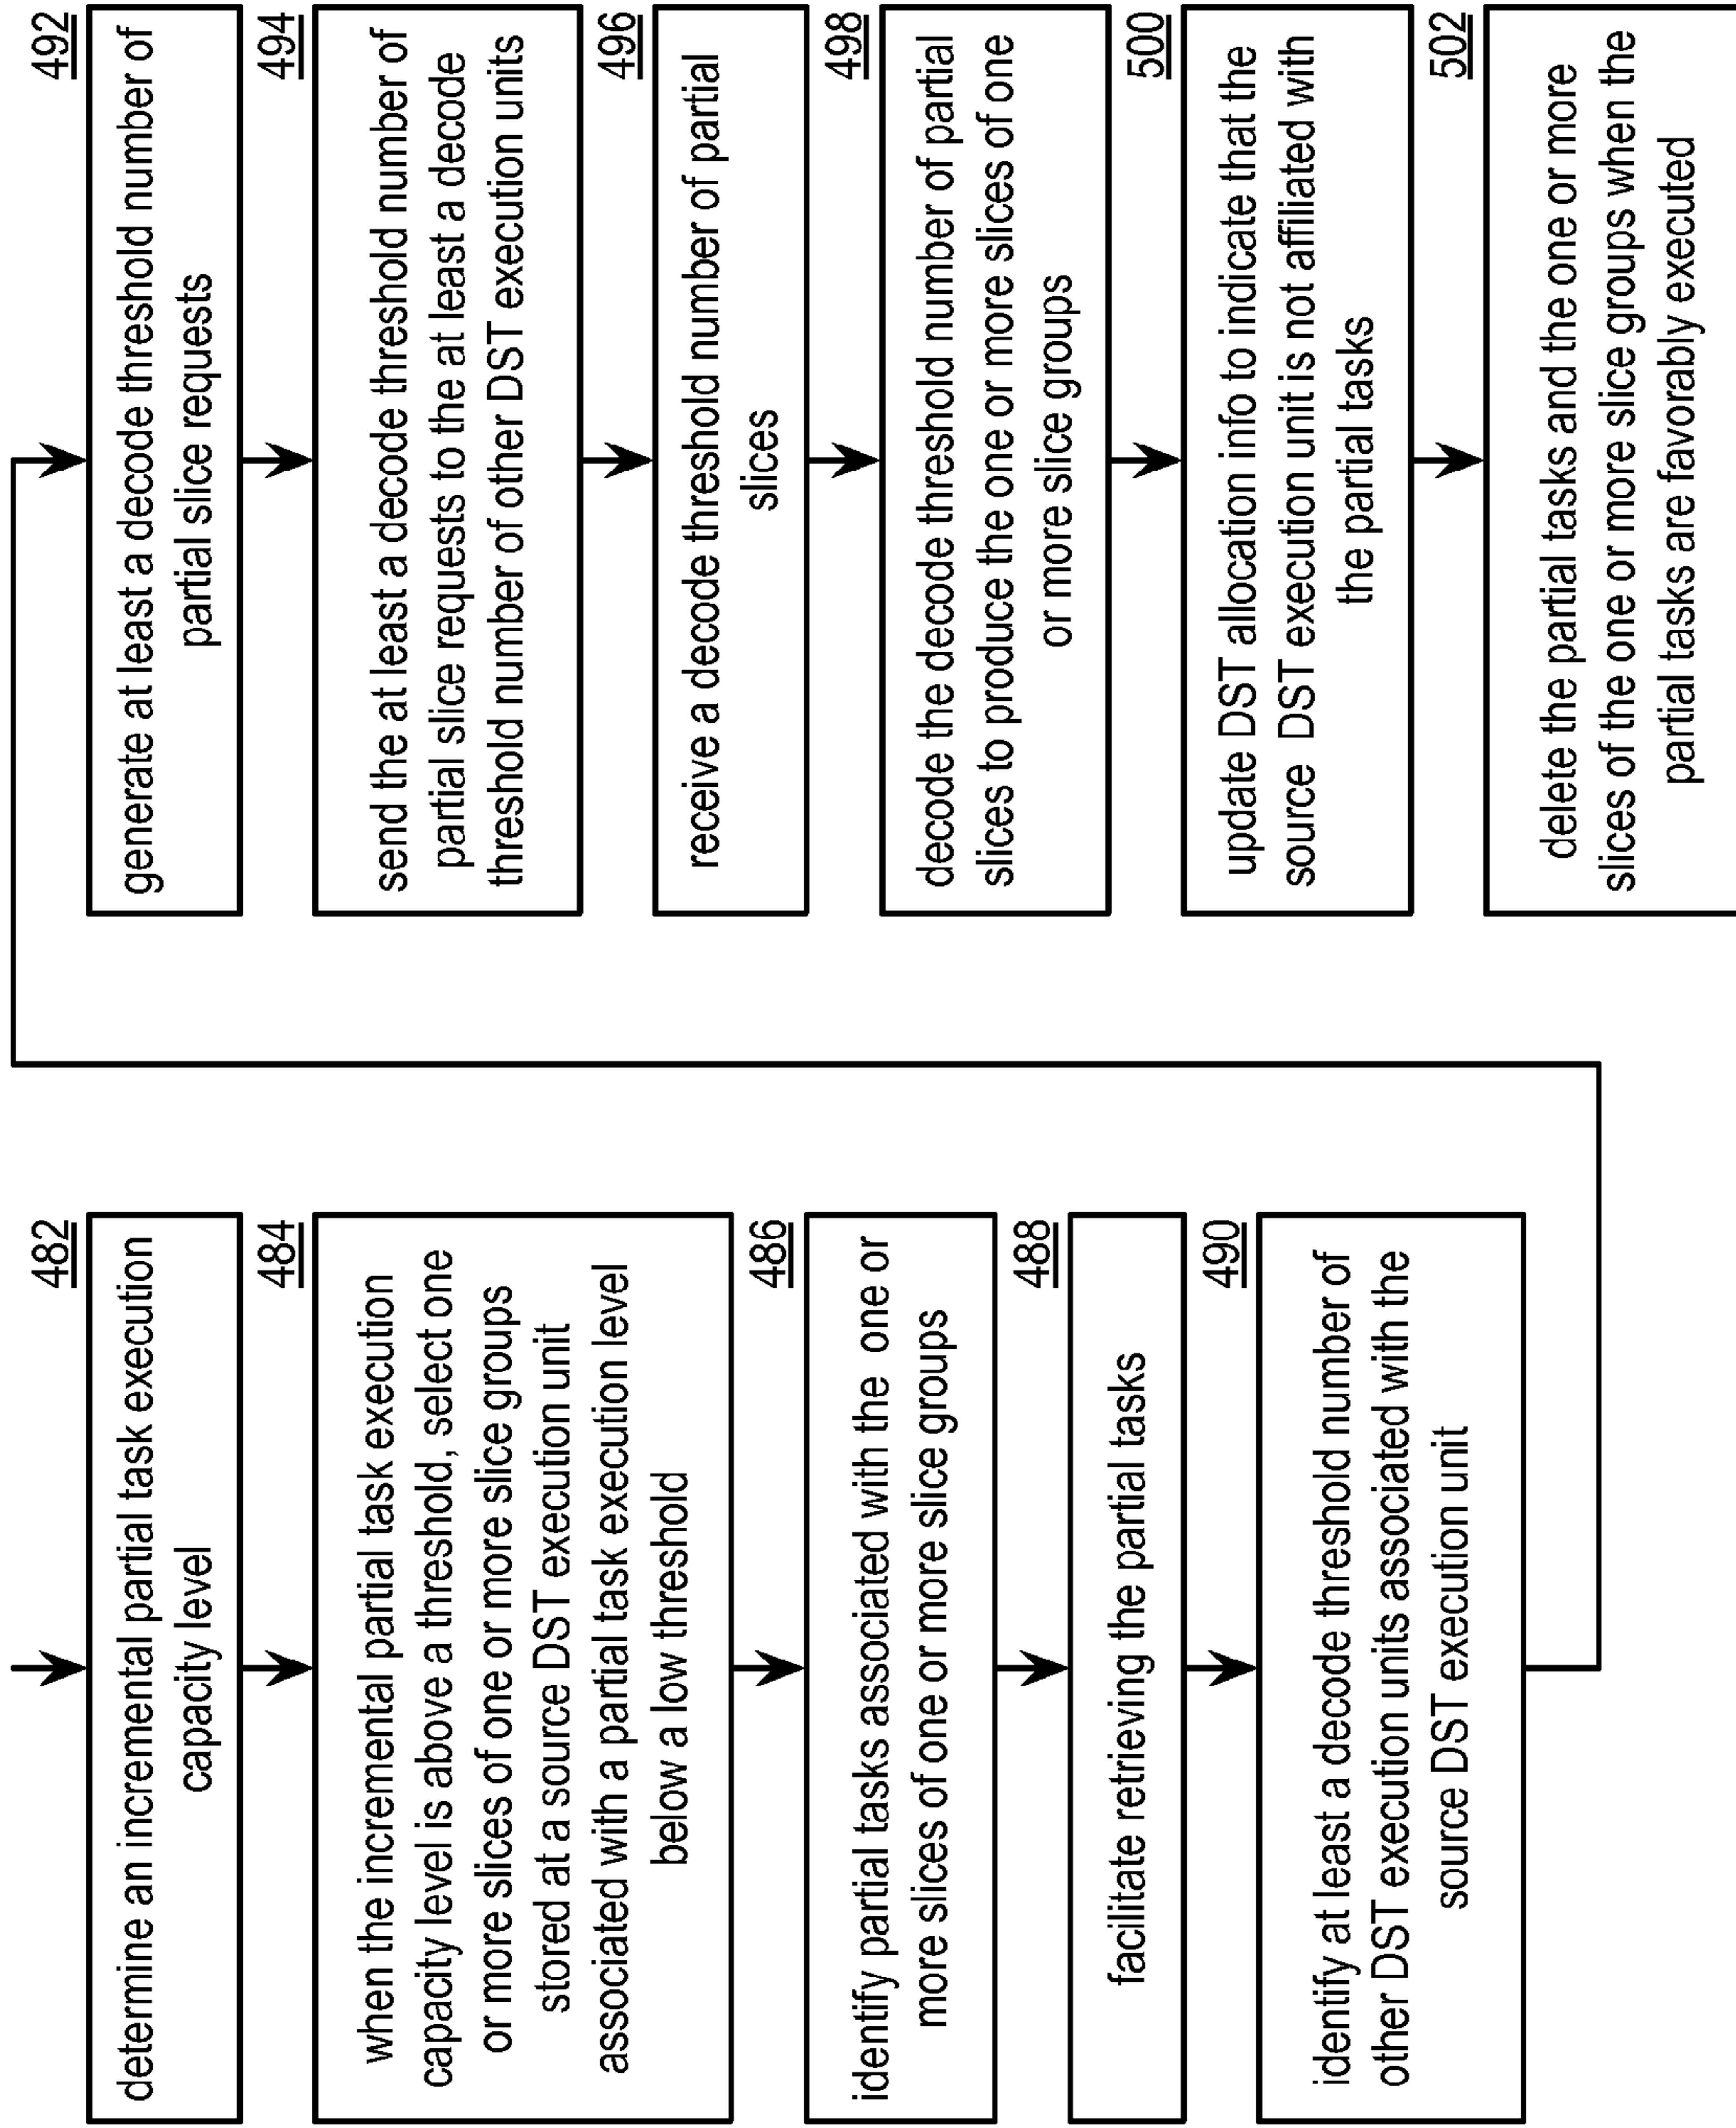 482
determine an incremental partial task execution
capacity level
484
when the incremental partial task execution
capacity level is above a threshold, select one
or more slices of one or more slice groups
stored at a source DST execution unit
associated with a partial task execution level
below a low threshold
486
identify partial tasks associated with the one or
more slices of one or more slice groups
488
facilitate retrieving the partial tasks
490
identify at least a decode threshold number of
other DST execution units associated with the
source DST execution unit
492
generate at least a decode threshold number of
partial slice requests
494
send the at least a decode threshold number of
partial slice requests to the at least a decode
threshold number of other DST execution units
496
receive a decode threshold number of partial
slices
498
decode the decode threshold number of partial
slices to produce the one or more slices of one
or more slice groups
500
update DST allocation info to indicate that the
source DST execution unit is not affiliated with
the partial tasks
502
delete the partial tasks and the one or more
slices of the one or more slice groups when the
partial tasks are favorably executed